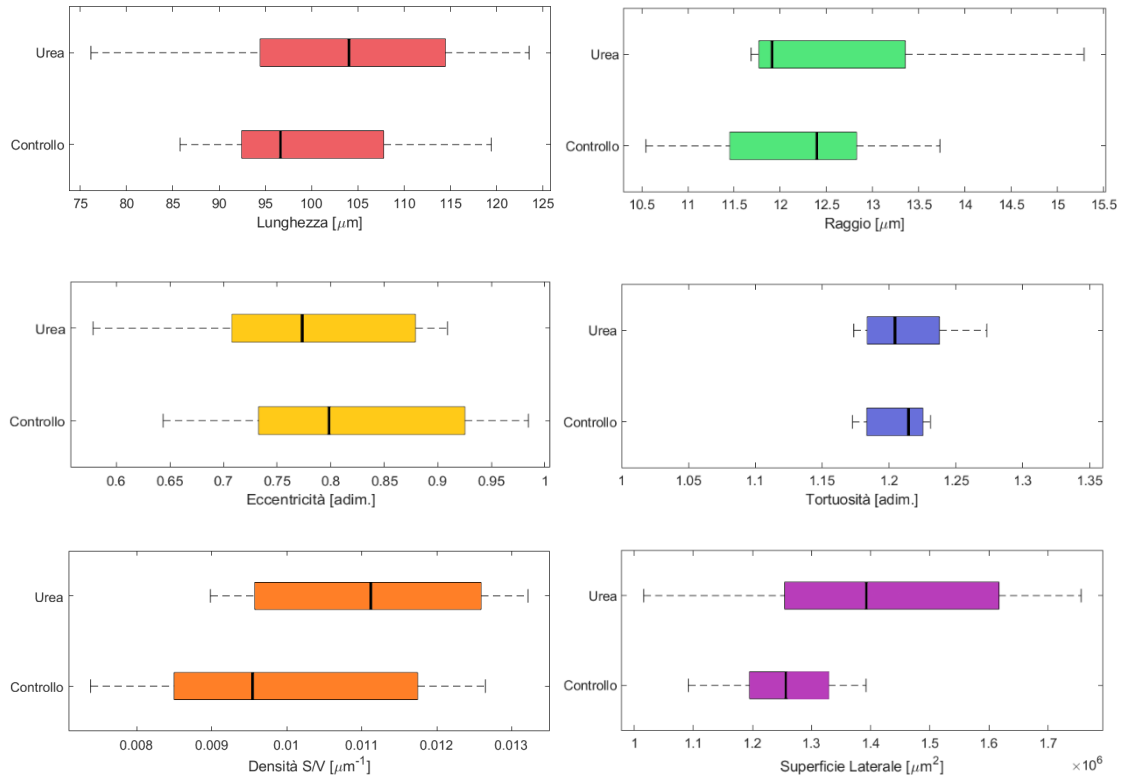 Urea
Controllo
75 80 85 90 95 100 105 110 115 120 125
Lunghezza [μm]
Urea
Controllo
10.5 11 11.5 12 12.5 13 13.5 14 14.5 15 15.5
Raggio [μm]
Urea
Controllo
0.6 0.65 0.7 0.75 0.8 0.85 0.9 0.95 1
Eccentricità [adim.]
Urea
Controllo
1 1.05 1.1 1.15 1.2 1.25 1.3 1.35
Tortuosità [adim.]
Urea
Controllo
0.008 0.009 0.01 0.011 0.012 0.013
Densità S/V [μm⁻¹]
Urea
Controllo
1 1.1 1.2 1.3 1.4 1.5 1.6 1.7
Superficie Laterale [μm²] ×10⁶